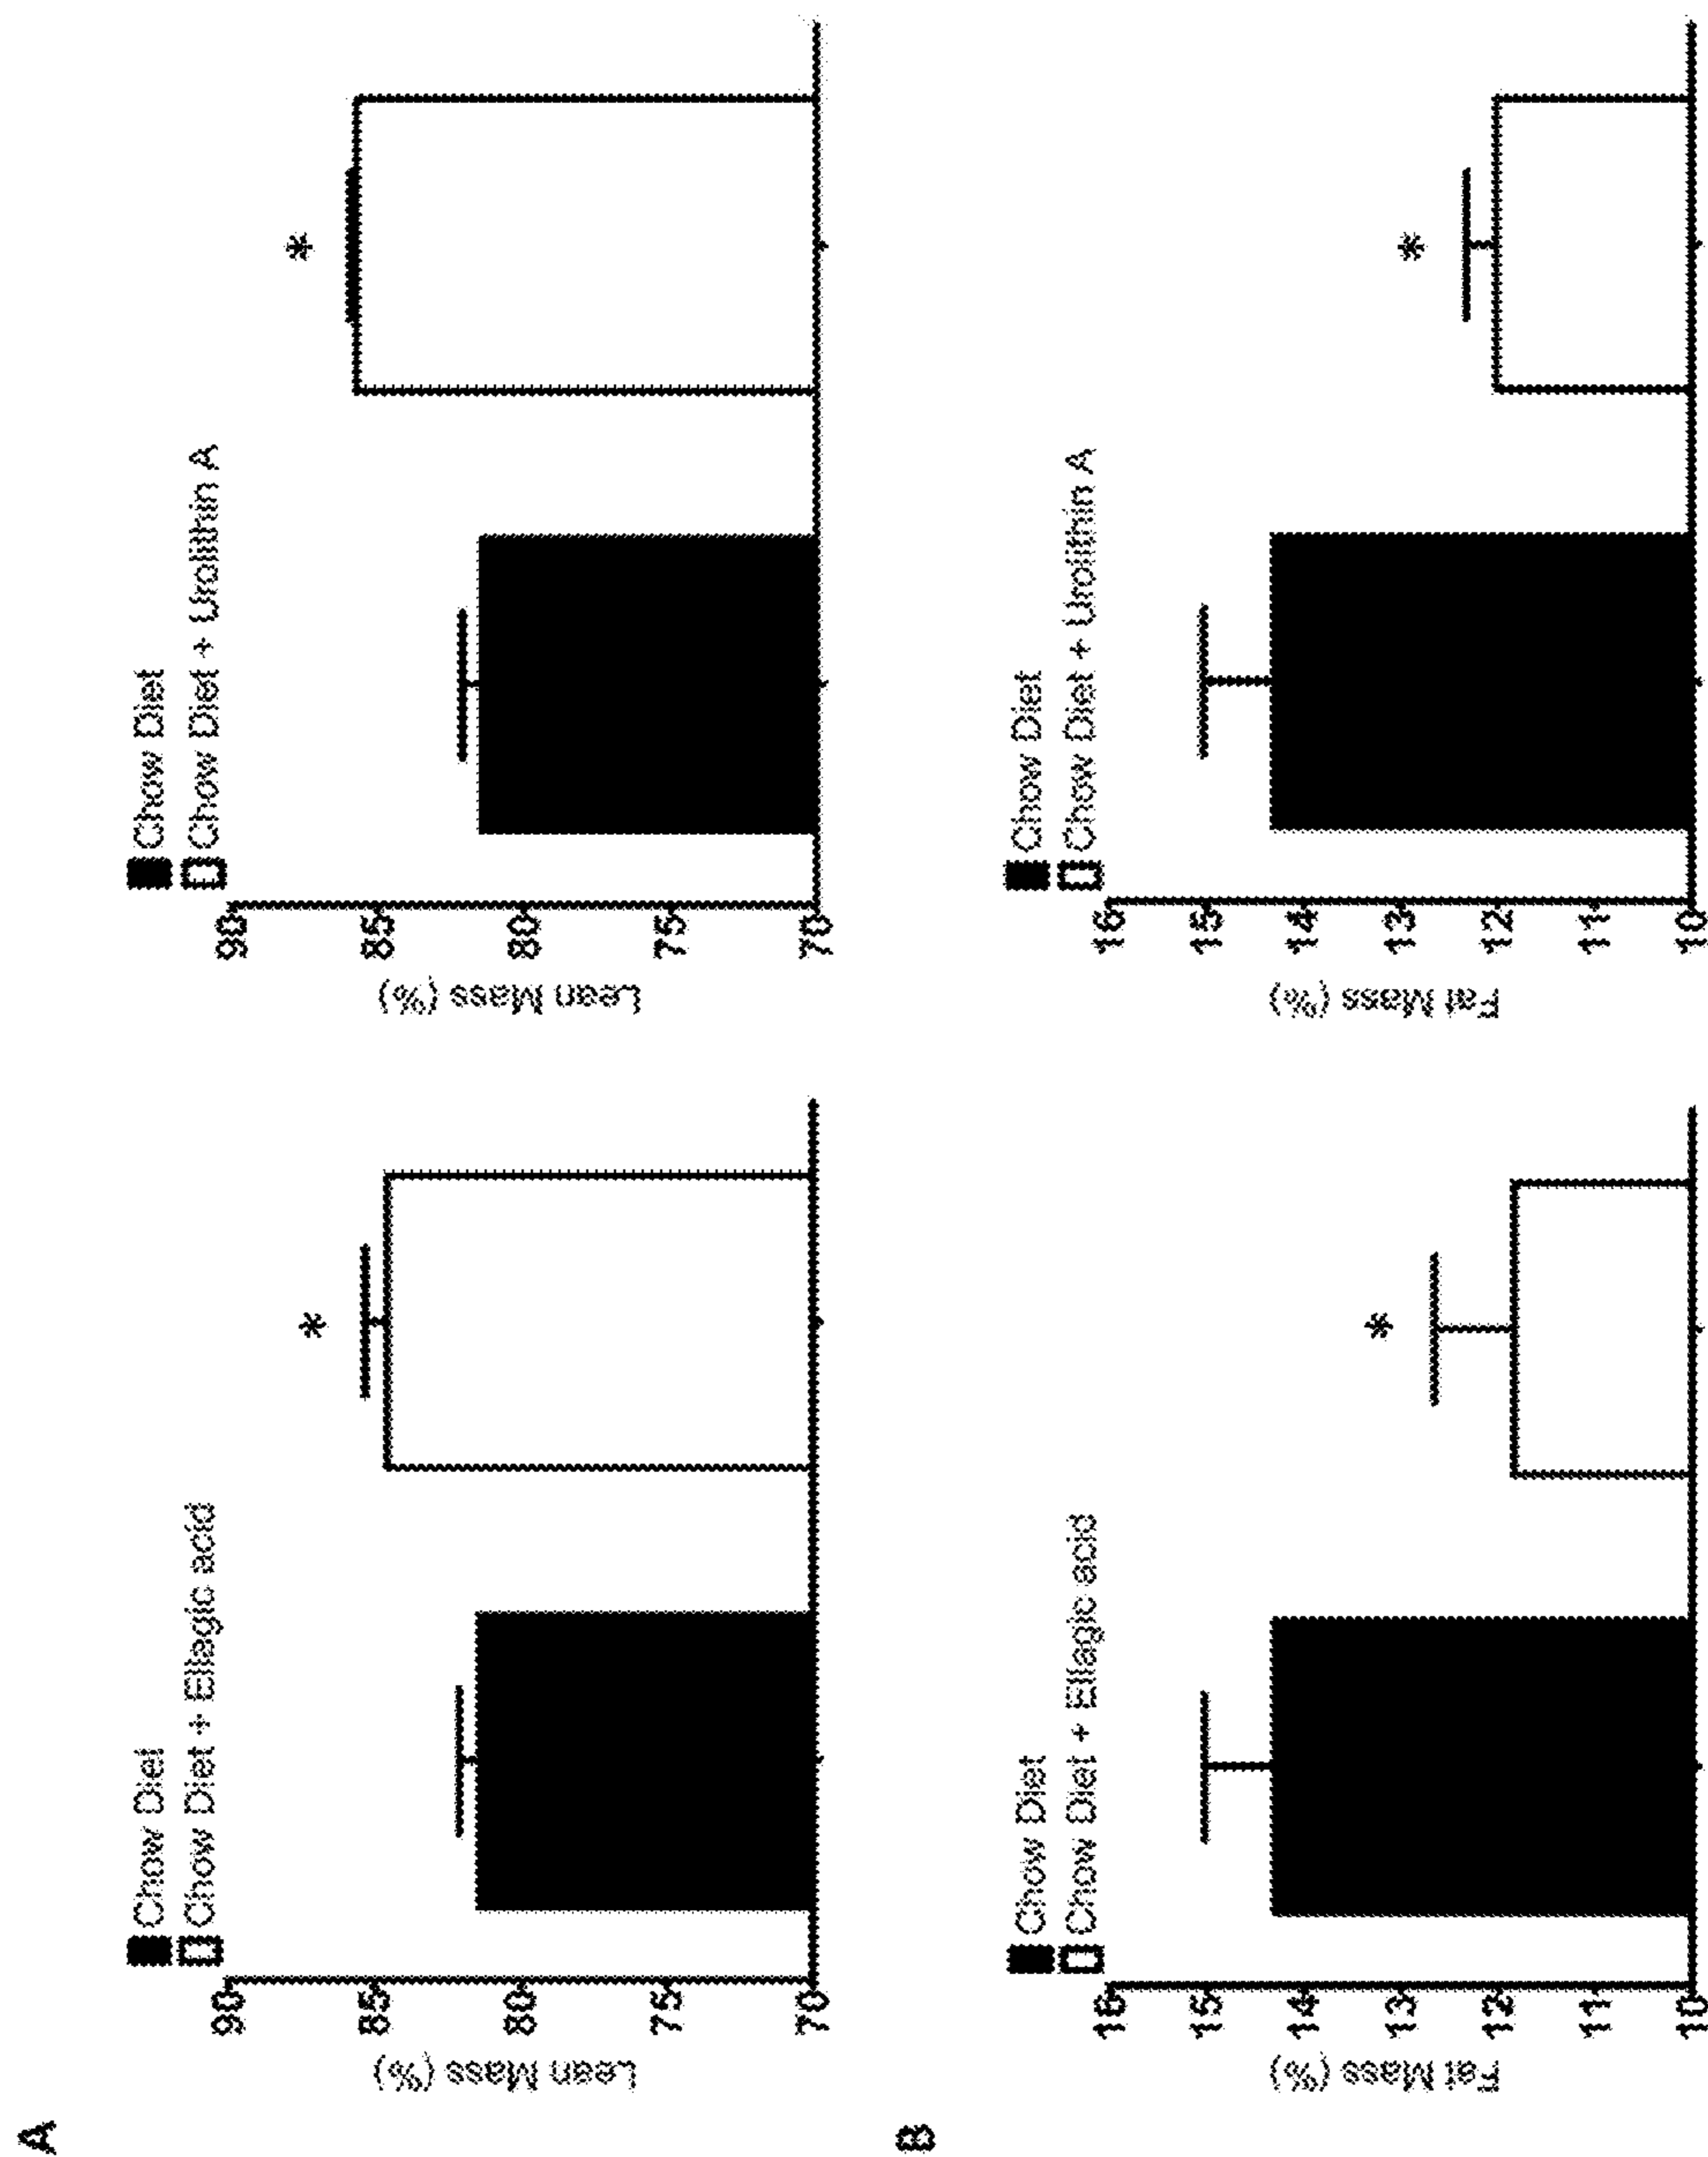 A
Chow Diet
Chow Diet + Ellagic acid
Lean Mass (%)
90
85
80
75
70
*
Chow Diet
Chow Diet + Urolithin A
Lean Mass (%)
90
85
80
75
70
*
B
Chow Diet
Chow Diet + Ellagic acid
Fat Mass (%)
16
15
14
13
12
11
10
*
Chow Diet
Chow Diet + Urolithin A
Fat Mass (%)
16
15
14
13
12
11
10
*